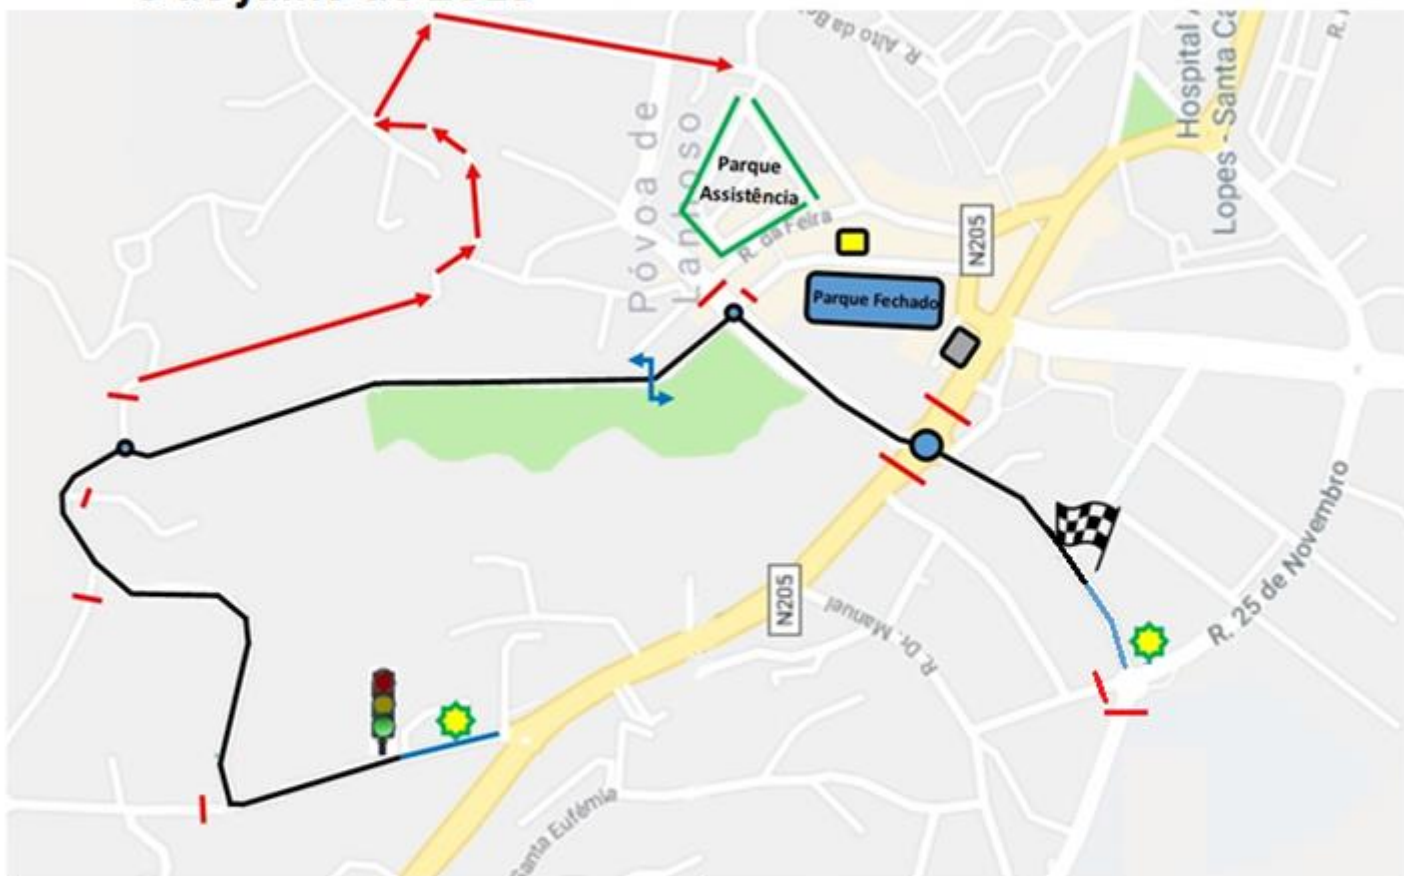 R. Alto da
Hospital
Lopes - Santa Ca
R.
Póvoa de
Lanhoso
Parque
Assistência
R. da Feira
N205
Parque Fechado
R. 25 de Novembro
N205
R. Dr. Manuel
Santa Eufémia